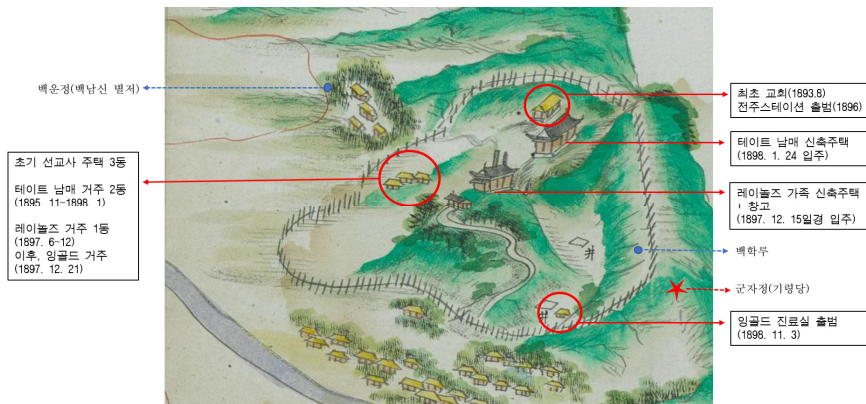 백운정(백남신 별저)
초기 선교사 주택 3동
테이트 남매 거주 2동
(1895. 11~1898. 1)
레이놀즈 거주 1동
(1897. 6-12)
이후, 잉골드 거주
(1897. 12. 21)
최초 교회(1893.8)
전주스테이션 출범(1896)
테이트 남매 신축주택
(1898. 1. 24 입주)
레이놀즈 가족 신축주택
창고
(1897. 12. 15일경 입주)
백학루
군자정(기령당)
잉골드 진료실 출범
(1898. 11. 3)
井
井